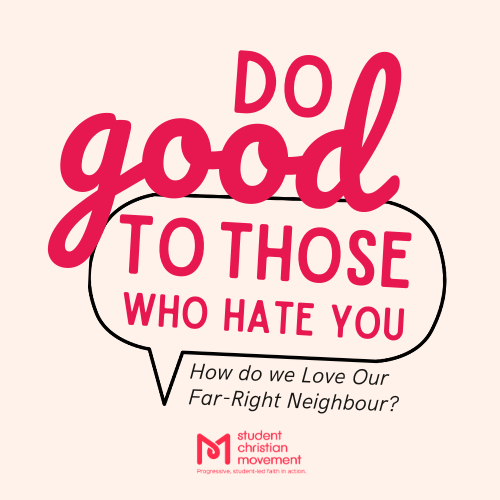 DO
good
TO THOSE
WHO HATE YOU
How do we Love Our
Far-Right Neighbour?
student
christian
movement
Progressive, student-led faith in action.